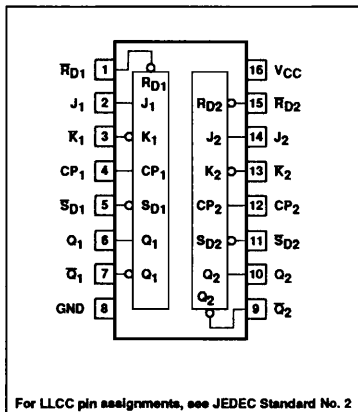 R̅D1 1 16 VCC
RD1
J1 2 J1 RD2 15 R̅D2
K̅1 3 K1 J2 14 J2
CP1 4 CP1 K2 13 K̅2
S̅D1 5 SD1 CP2 12 CP2
Q1 6 Q1 SD2 11 S̅D2
Q̅1 7 Q1 Q2 10 Q2
GND 8 Q2 9 Q̅2
For LLCC pin assignments, see JEDEC Standard No. 2